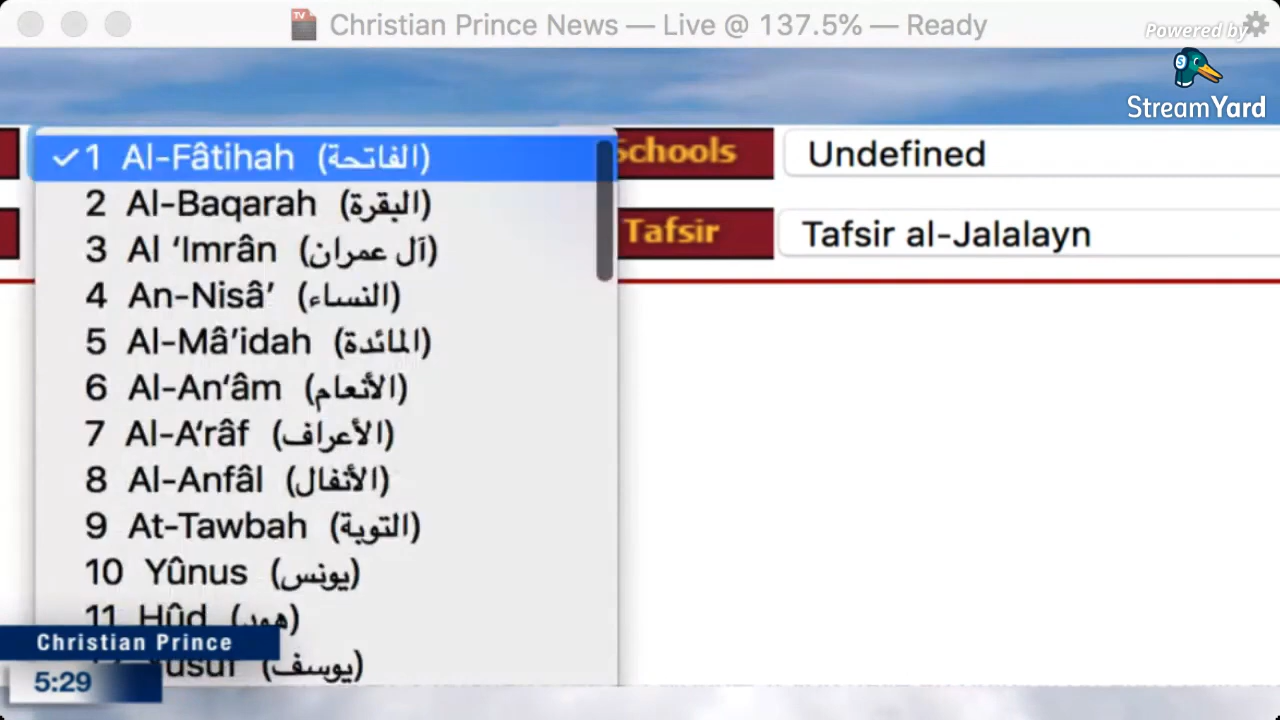 Christian Prince News — Live @ 137.5% — Ready
Powered by
StreamYard
✓ 1 Al-Fâtihah (الفاتحة)
2 Al-Baqarah (البقرة)
3 Al ‘Imrân (آل عمران)
4 An-Nisâ’ (النساء)
5 Al-Mâ’idah (المائدة)
6 Al-An‘âm (الأنعام)
7 Al-A‘râf (الأعراف)
8 Al-Anfâl (الأنفال)
9 At-Tawbah (التوبة)
10 Yûnus (يونس)
11 Hûd (هود)
Yusuf (يوسف)
Schools Undefined
Tafsir Tafsir al-Jalalayn
Christian Prince
5:29